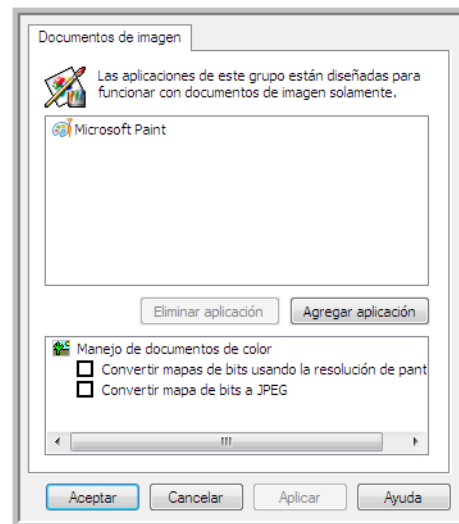 Documentos de imagen
Las aplicaciones de este grupo están diseñadas para
funcionar con documentos de imagen solamente.
Microsoft Paint
Eliminar aplicación Agregar aplicación
Manejo de documentos de color
Convertir mapas de bits usando la resolución de pant
Convertir mapa de bits a JPEG
Aceptar Cancelar Aplicar Ayuda